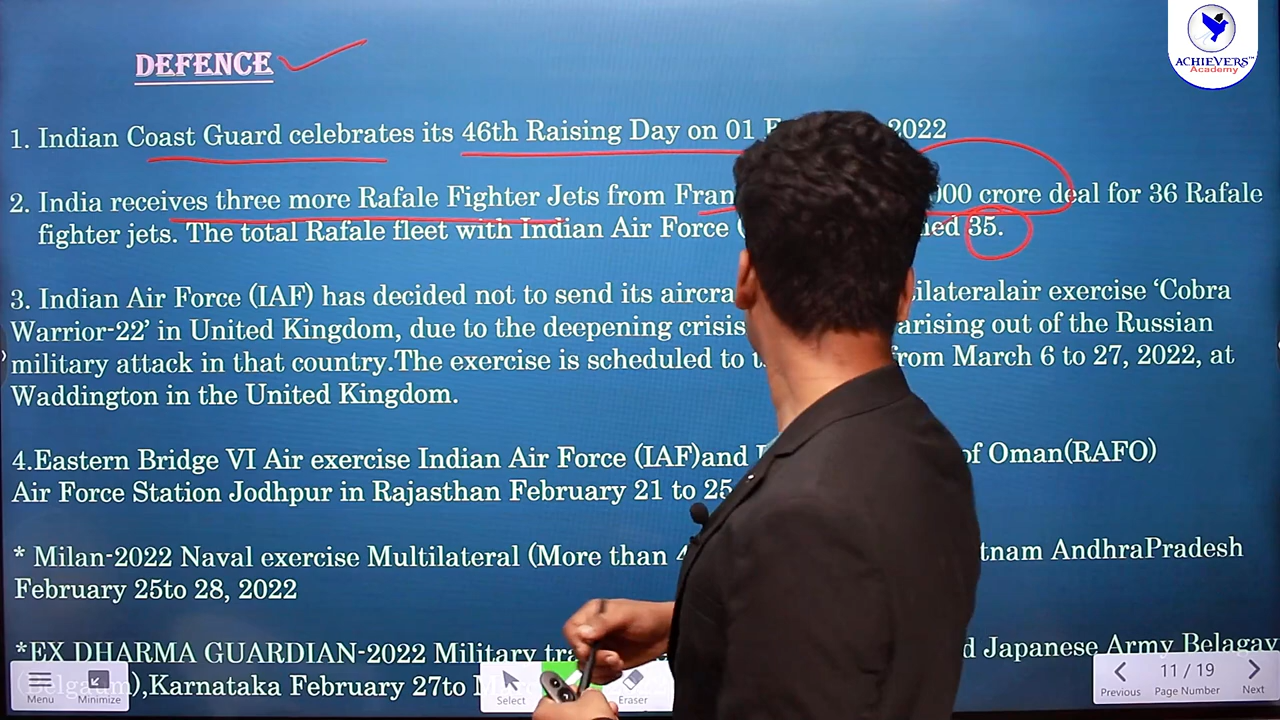 ACHIEVERS™
Academy
DEFENCE
1. Indian Coast Guard celebrates its 46th Raising Day on 01 2022
2. India receives three more Rafale Fighter Jets from 000 crore deal for 36 Rafale
fighter jets. The total Rafale fleet with Indian Air Force 35.
3. Indian Air Force (IAF) has decided not to send its exercise ‘Cobra
Warrior-22’ in United Kingdom, due to the deepening crisis arising out of the Russian
military attack in that country.The exercise is scheduled to from March 6 to 27, 2022, at
Waddington in the United Kingdom.
4.Eastern Bridge VI Air exercise Indian Air Force (IAF)and of Oman(RAFO)
Air Force Station Jodhpur in Rajasthan February 21 to 25
* Milan-2022 Naval exercise Multilateral (More than AndhraPradesh
February 25to 28, 2022
*EX DHARMA GUARDIAN-2022 Military Japanese Army
,Karnataka February 27to
Menu
Minimize
Select
Eraser
11 / 19
Previous
Page Number
Next